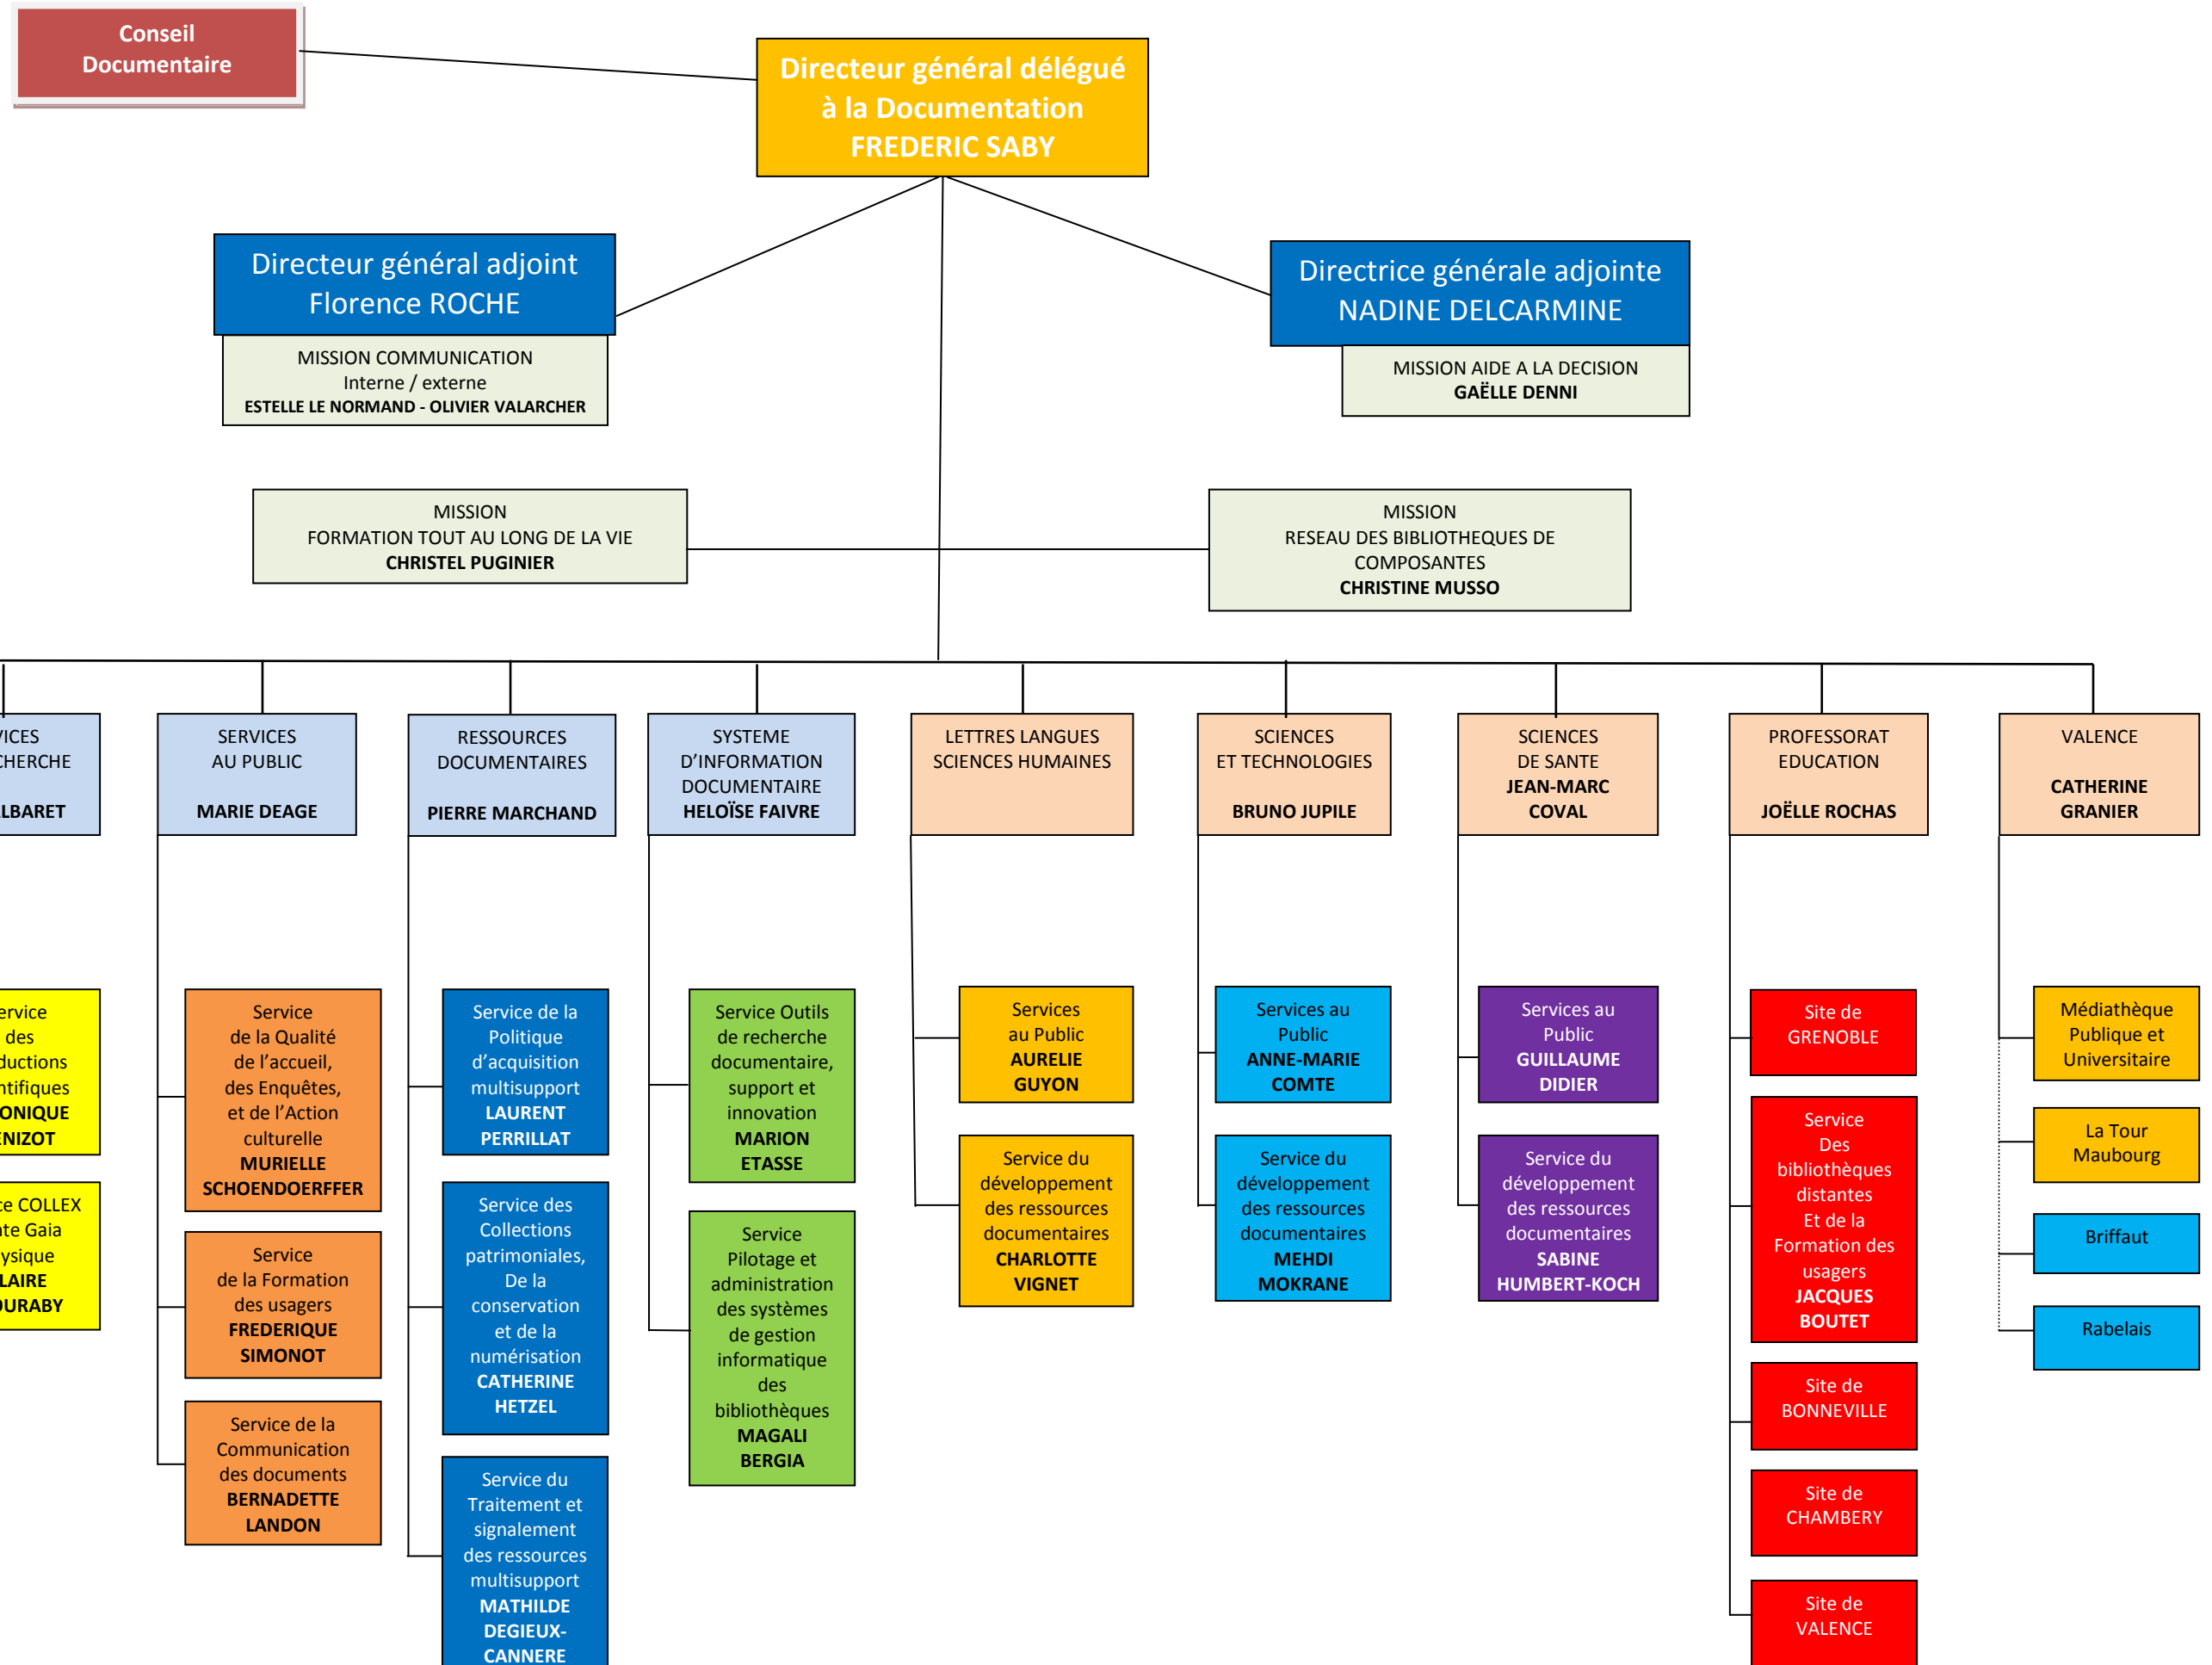 Conseil
Documentaire
Directeur général délégué
à la Documentation
FREDERIC SABY
Directeur général adjoint
Florence ROCHE
MISSION COMMUNICATION
Interne / externe
ESTELLE LE NORMAND - OLIVIER VALARCHER
Directrice générale adjointe
NADINE DELCARMINE
MISSION AIDE A LA DECISION
GAËLLE DENNI
MISSION
FORMATION TOUT AU LONG DE LA VIE
CHRISTEL PUGINIER
MISSION
RESEAU DES BIBLIOTHEQUES DE
COMPOSANTES
CHRISTINE MUSSO
SERVICES
AU PUBLIC
MARIE DEAGE
RESSOURCES
DOCUMENTAIRES
PIERRE MARCHAND
SYSTEME
D’INFORMATION
DOCUMENTAIRE
HELOÏSE FAIVRE
LETTRES LANGUES
SCIENCES HUMAINES
SCIENCES
ET TECHNOLOGIES
BRUNO JUPILE
SCIENCES
DE SANTE
JEAN-MARC
COVAL
PROFESSORAT
EDUCATION
JOËLLE ROCHAS
VALENCE
CATHERINE
GRANIER
des
Service
de la Qualité
de l’accueil,
des Enquêtes,
et de l’Action
culturelle
MURIELLE
SCHOENDOERFFER
COLLEX
Gaia
Service
de la Formation
des usagers
FREDERIQUE
SIMONOT
Service de la
Communication
des documents
BERNADETTE
LANDON
Service de la
Politique
d’acquisition
multisupport
LAURENT
PERRILLAT
Service des
Collections
patrimoniales,
De la
conservation
et de la
numérisation
CATHERINE
HETZEL
Service du
Traitement et
signalement
des ressources
multisupport
MATHILDE
DEGIEUX-
CANNERE
Service Outils
de recherche
documentaire,
support et
innovation
MARION
ETASSE
Service
Pilotage et
administration
des systèmes
de gestion
informatique
des
bibliothèques
MAGALI
BERGIA
Services
au Public
AURELIE
GUYON
Service du
développement
des ressources
documentaires
CHARLOTTE
VIGNET
Services au
Public
ANNE-MARIE
COMTE
Service du
développement
des ressources
documentaires
MEHDI
MOKRANE
Services au
Public
GUILLAUME
DIDIER
Service du
développement
des ressources
documentaires
SABINE
HUMBERT-KOCH
Site de
GRENOBLE
Service
Des
bibliothèques
distantes
Et de la
Formation des
usagers
JACQUES
BOUTET
Site de
BONNEVILLE
Site de
CHAMBERY
Site de
VALENCE
Médiathèque
Publique et
Universitaire
La Tour
Maubourg
Briffaut
Rabelais